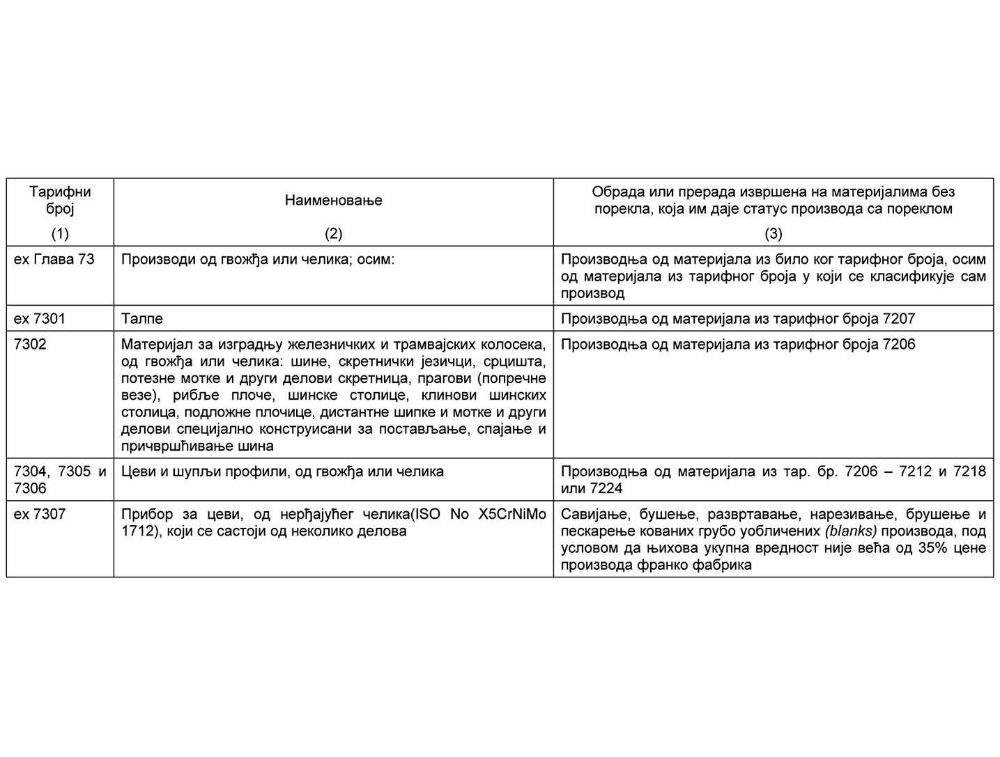 Тарифни
број
(1)
Наименовање
(2)
Обрада или прерада извршена на материјалима без
порекла, која им даје статус производа са пореклом
(3)
ex Глава 73
Производи од гвожђа или челика; осим:
Производња од материјала из било ког тарифног броја, осим
од материјала из тарифног броја у који се класификује сам
производ
ex 7301
Талпе
Производња од материјала из тарифног броја 7207
7302
Материјал за изградњу железничких и трамвајских колосека,
од гвожђа или челика: шине, скретнички језичци, срцишта,
потезне мотке и други делови скретница, прагови (попречне
везе), рибље плоче, шинске столице, клинови шинских
столица, подложне плочице, дистантне шипке и мотке и други
делови специјално конструисани за постављање, спајање и
причвршћивање шина
Производња од материјала из тарифног броја 7206
7304, 7305 и
7306
Цеви и шупљи профили, од гвожђа или челика
Производња од материјала из тар. бр. 7206 – 7212 и 7218
или 7224
ex 7307
Прибор за цеви, од нерђајућег челика(ISO No X5CrNiMo
1712), који се састоји од неколико делова
Савијање, бушење, развртавање, нарезивање, брушење и
пескарење кованих грубо уобличених (blanks) производа, под
условом да њихова укупна вредност није већа од 35% цене
производа франко фабрика